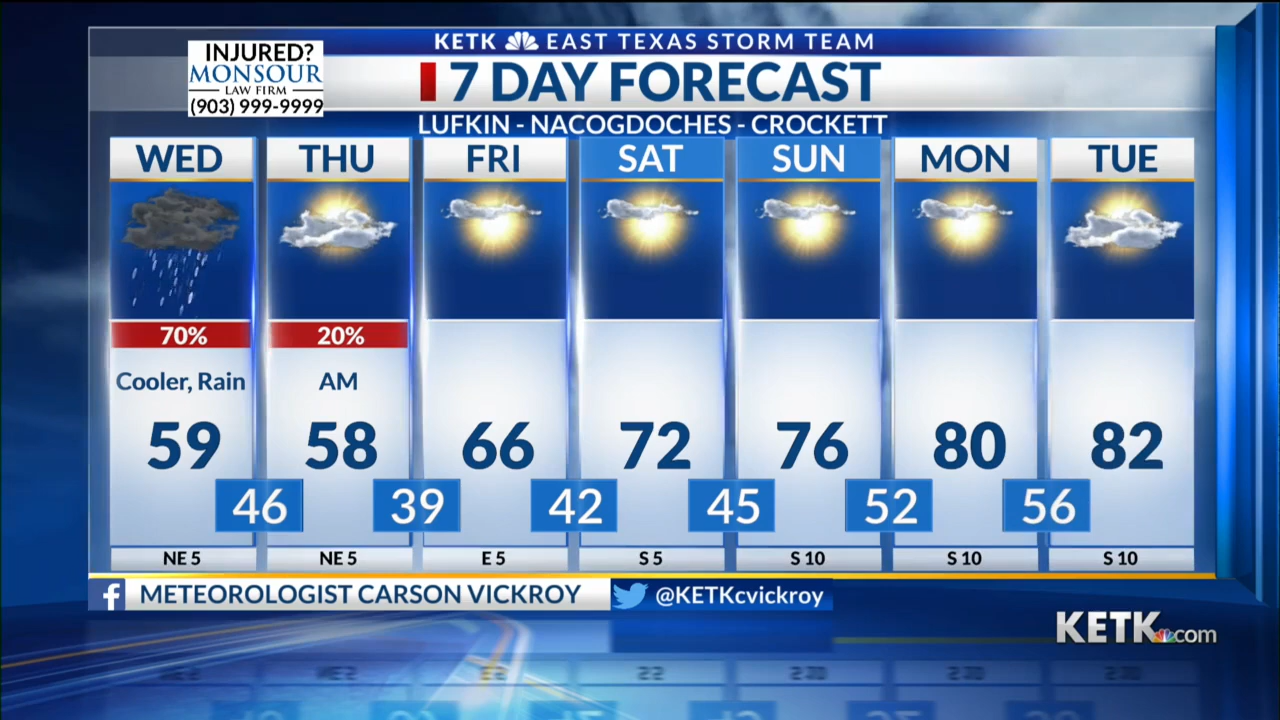 KETK EAST TEXAS STORM TEAM
INJURED?
MONSOUR
LAW FIRM
(903) 999-9999
7 DAY FORECAST
LUFKIN - NACOGDOCHES - CROCKETT
WED THU FRI SAT SUN MON TUE
70% 20%
Cooler, Rain AM
59 58 66 72 76 80 82
46 39 42 45 52 56
NE 5 NE 5 E 5 S 5 S 10 S 10 S 10
f METEOROLOGIST CARSON VICKROY @KETKcvickroy
KETK.com